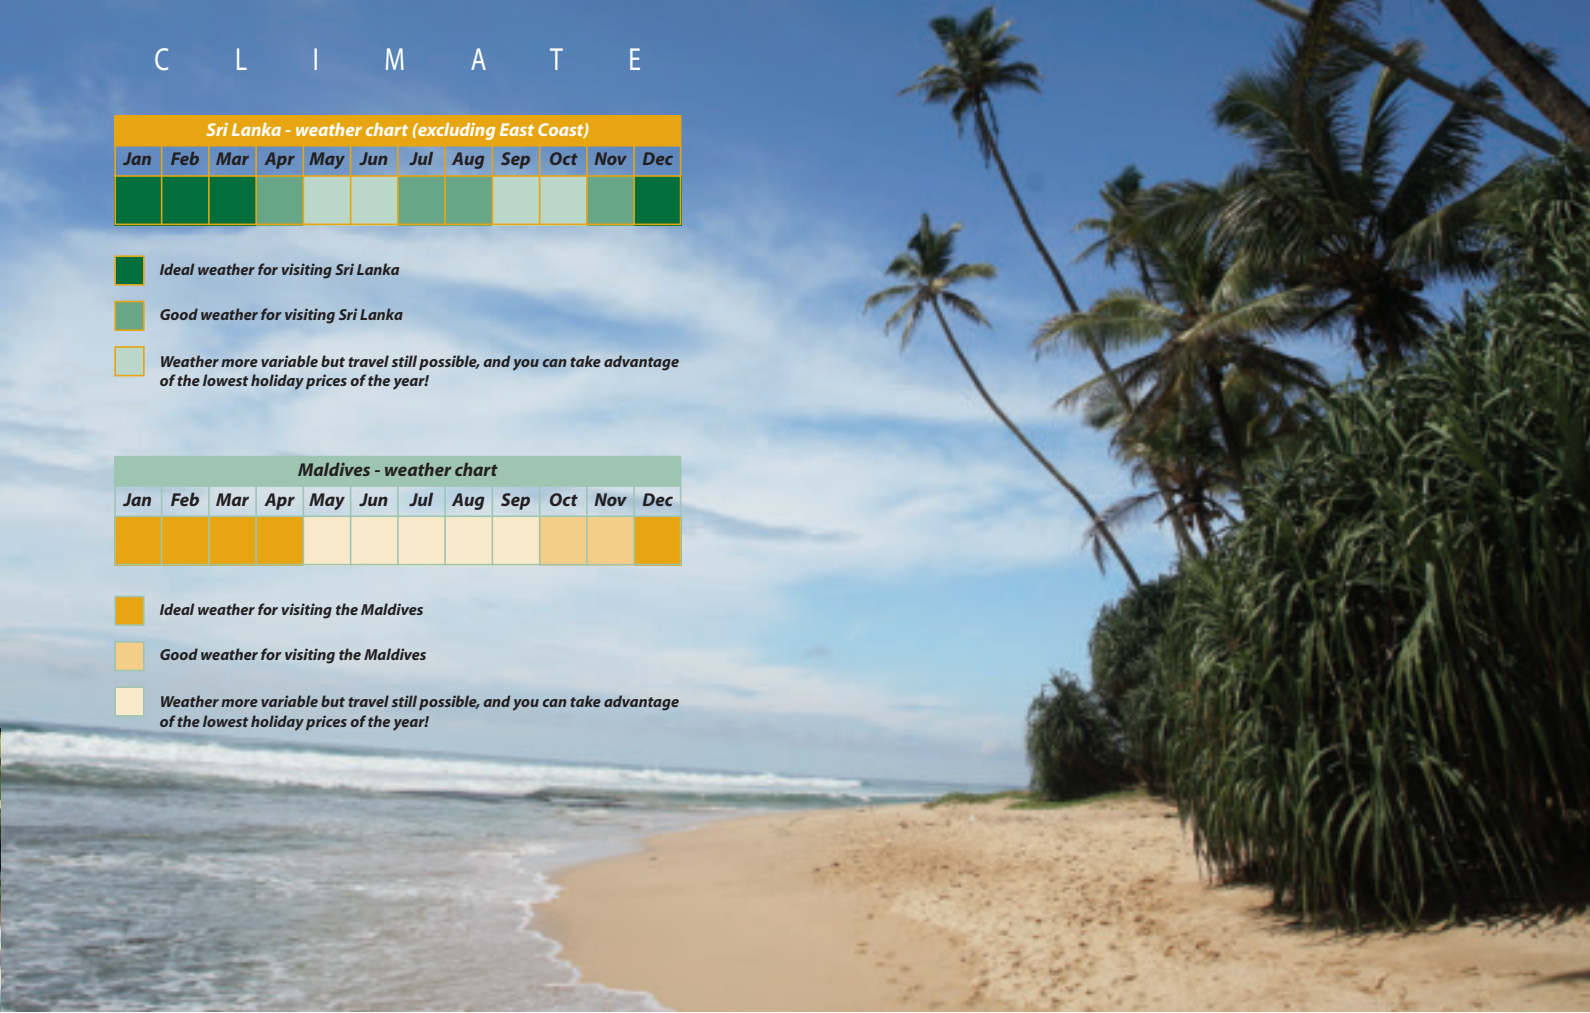 CLIMATE
Sri Lanka - weather chart (excluding East Coast)
Jan Feb Mar Apr May Jun Jul Aug Sep Oct Nov Dec
Ideal weather for visiting Sri Lanka
Good weather for visiting Sri Lanka
Weather more variable but travel still possible, and you can take advantage
of the lowest holiday prices of the year!
Maldives - weather chart
Jan Feb Mar Apr May Jun Jul Aug Sep Oct Nov Dec
Ideal weather for visiting the Maldives
Good weather for visiting the Maldives
Weather more variable but travel still possible, and you can take advantage
of the lowest holiday prices of the year!